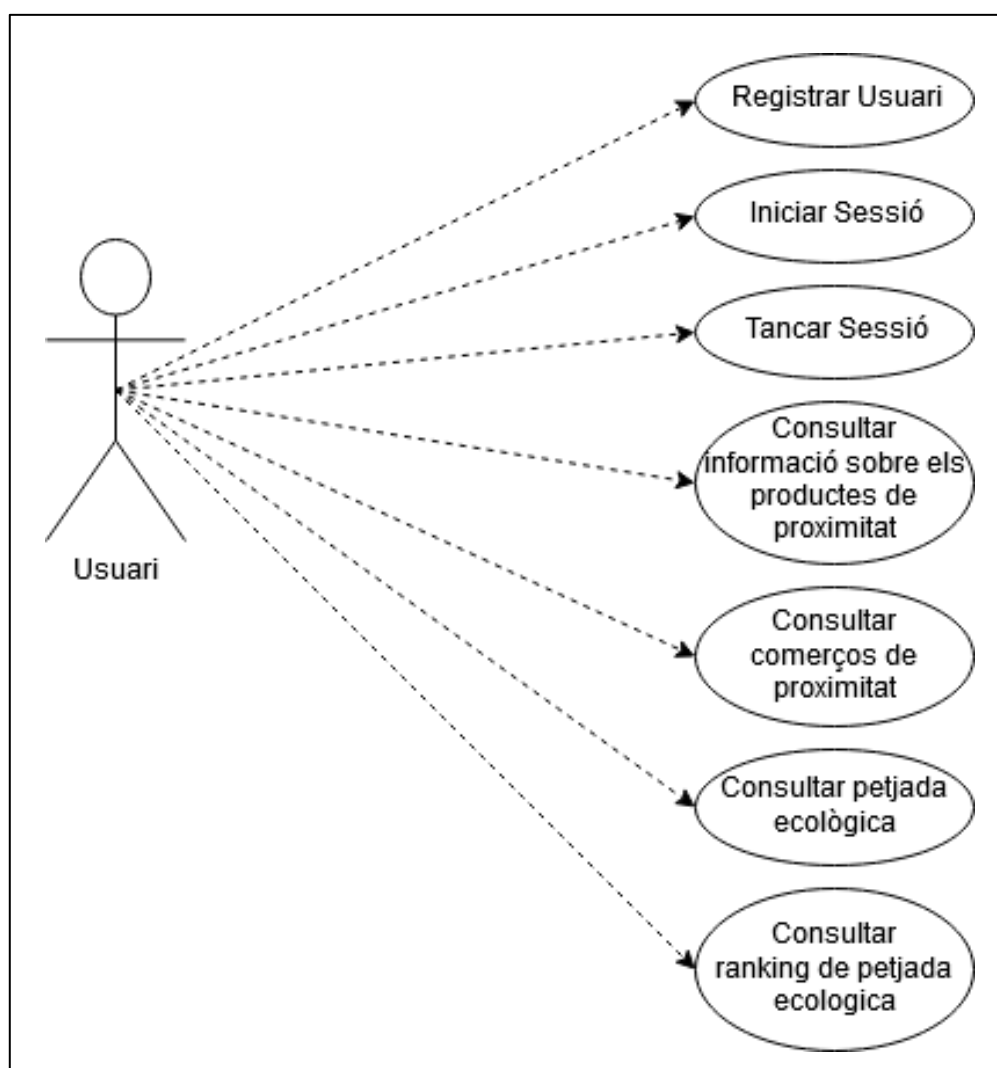 Registrar Usuari
Iniciar Sessió
Tancar Sessió
Consultar
informació sobre els
productes de
proximitat
Usuari
Consultar
comerços de
proximitat
Consultar petjada
ecològica
Consultar
ranking de petjada
ecologica